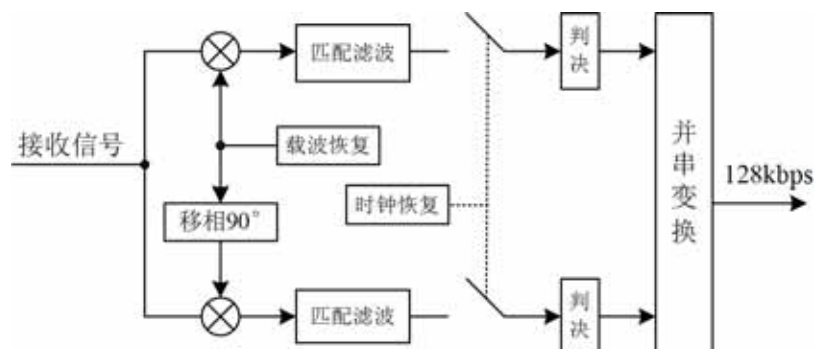 匹配滤波
判决
接收信号
载波恢复
移相90°
时钟恢复
并串变换
128kbps
匹配滤波
判决